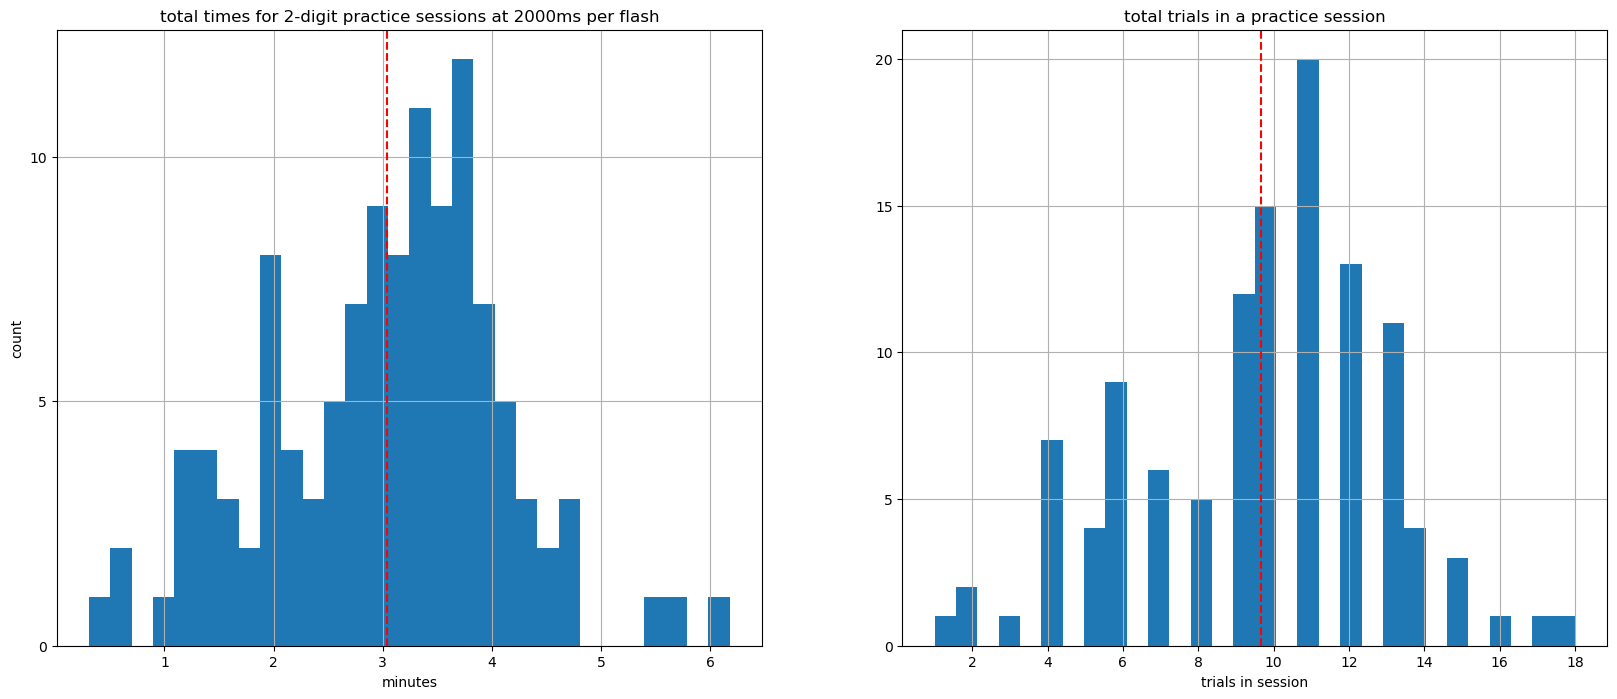 total times for 2-digit practice sessions at 2000ms per flash
count
10
5
0
1 2 3 4 5 6
minutes
total trials in a practice session
20
15
10
5
0
2 4 6 8 10 12 14 16 18
trials in session